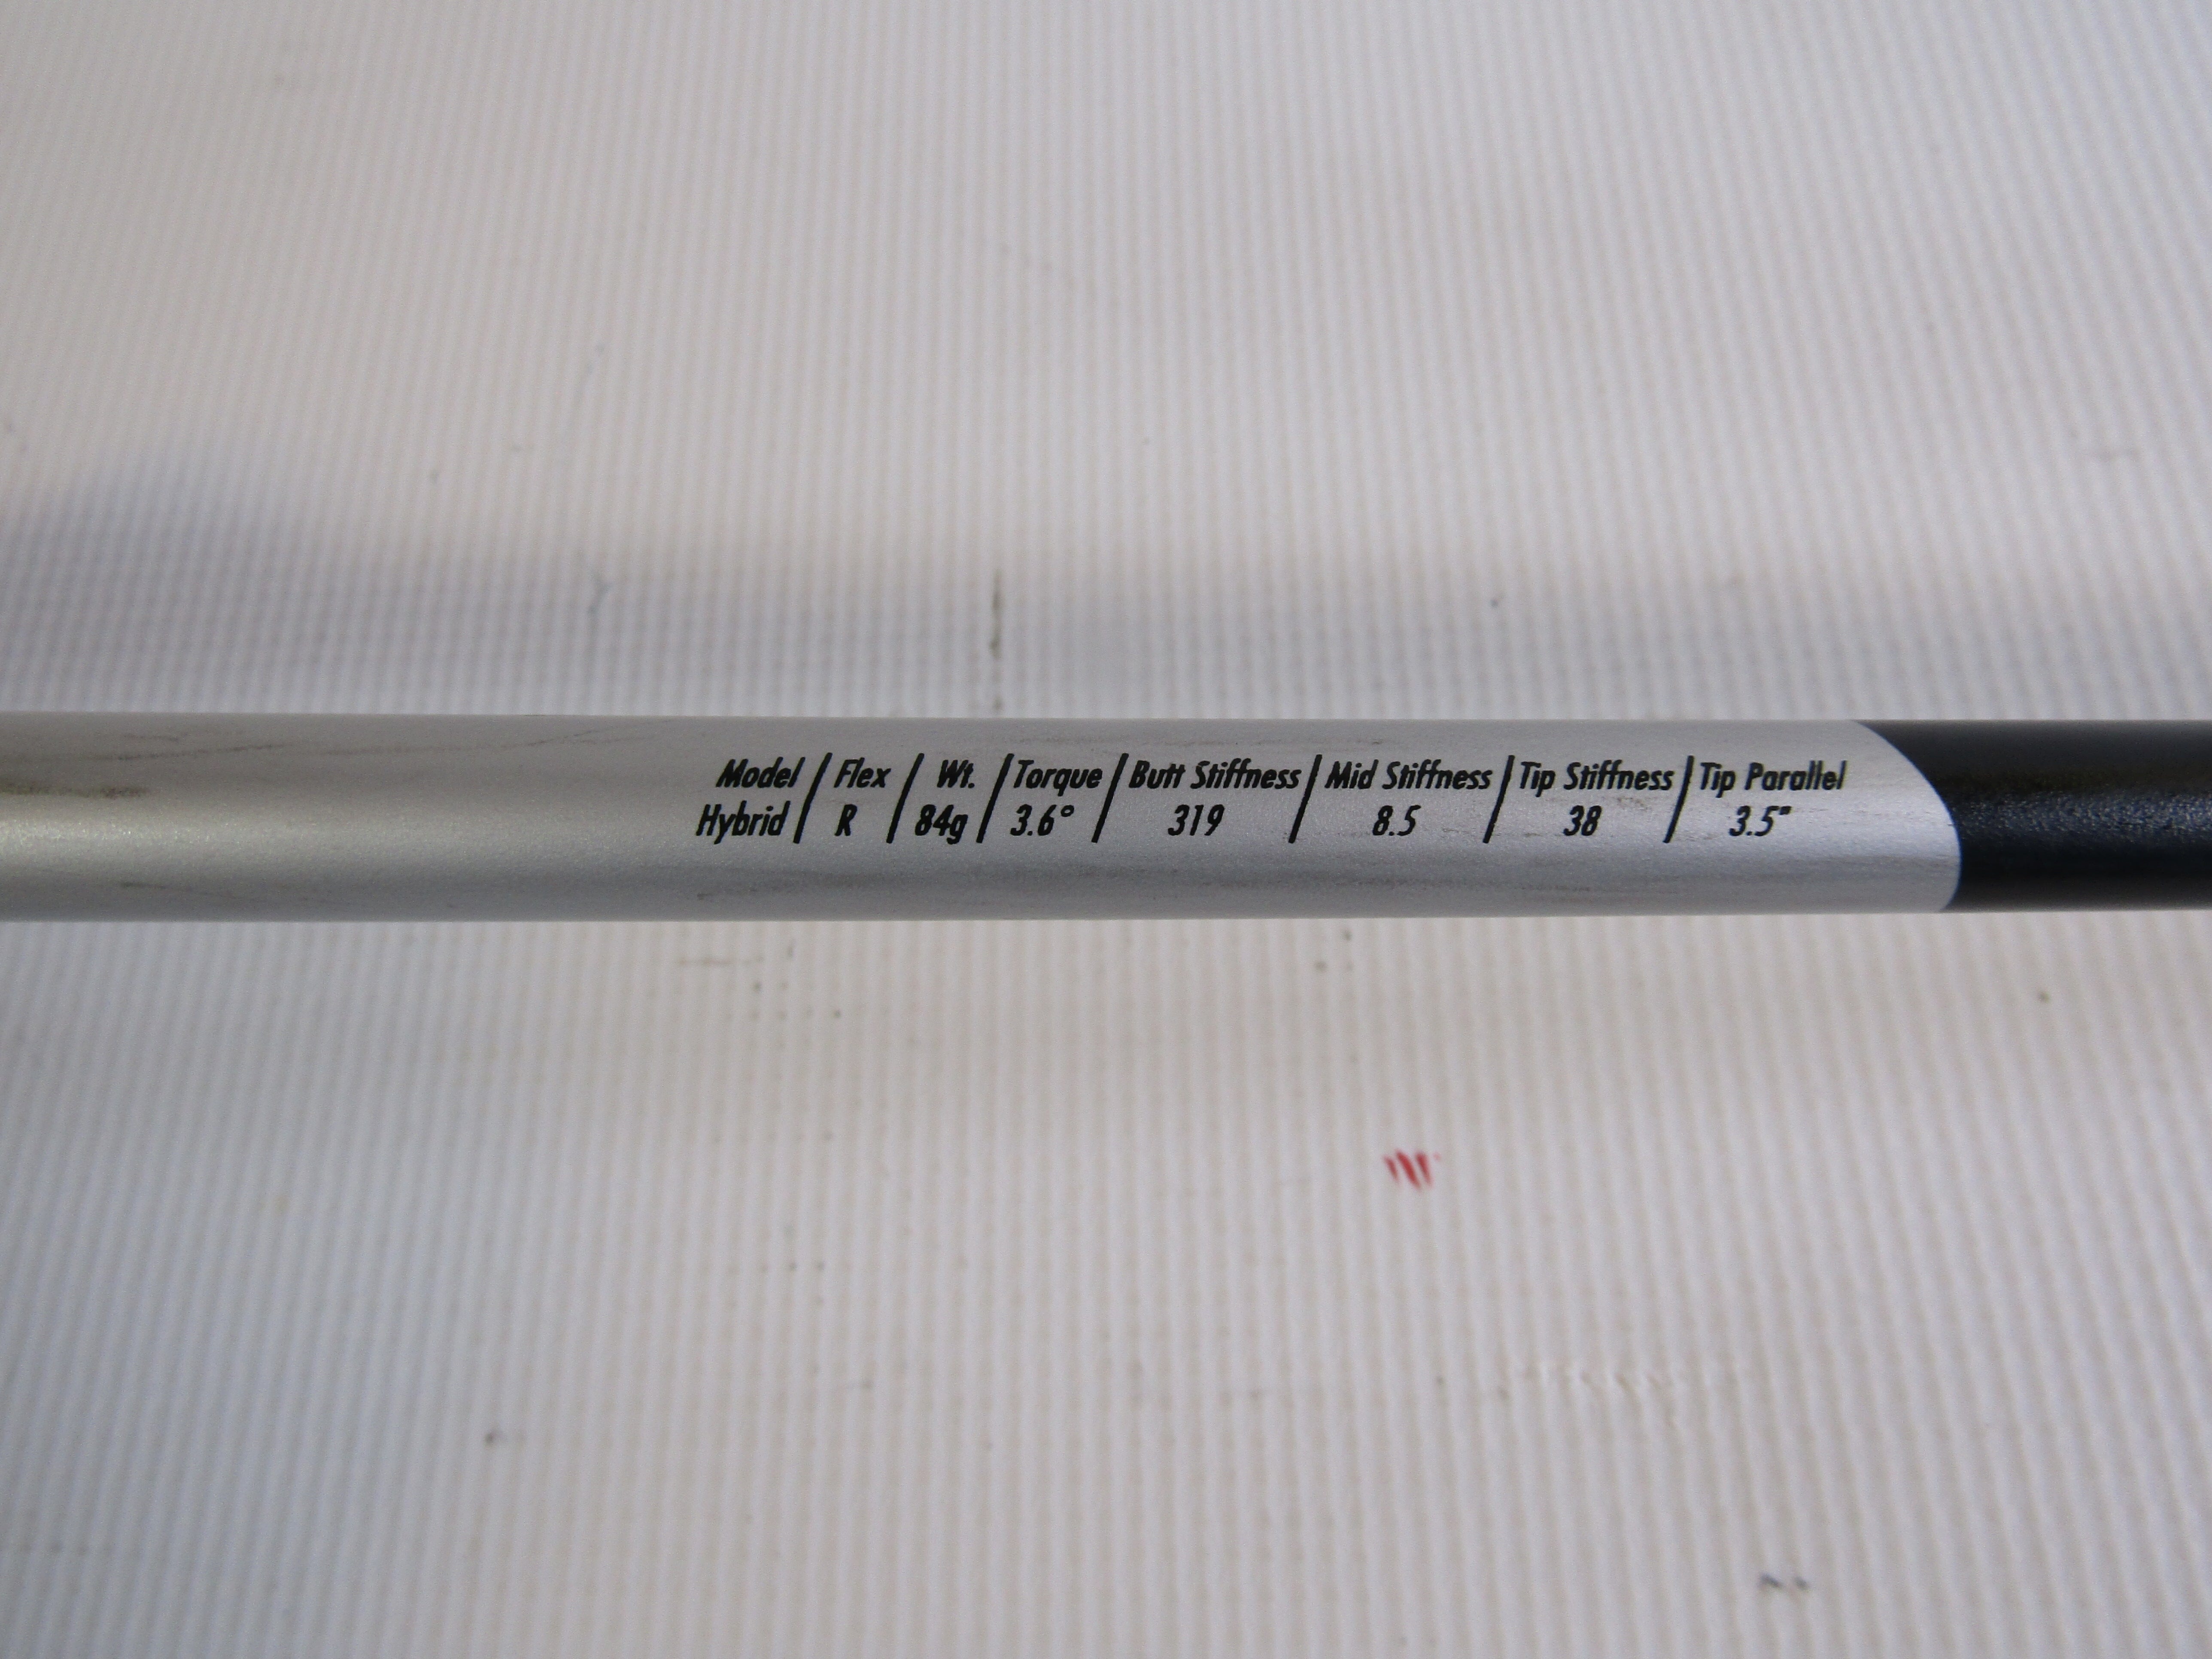 Model / Flex / Wt. / Torque / Butt Stiffness / Mid Stiffness / Tip Stiffness / Tip Parallel
Hybrid / R / 84g / 3.6° / 319 / 8.5 / 38 / 3.5"